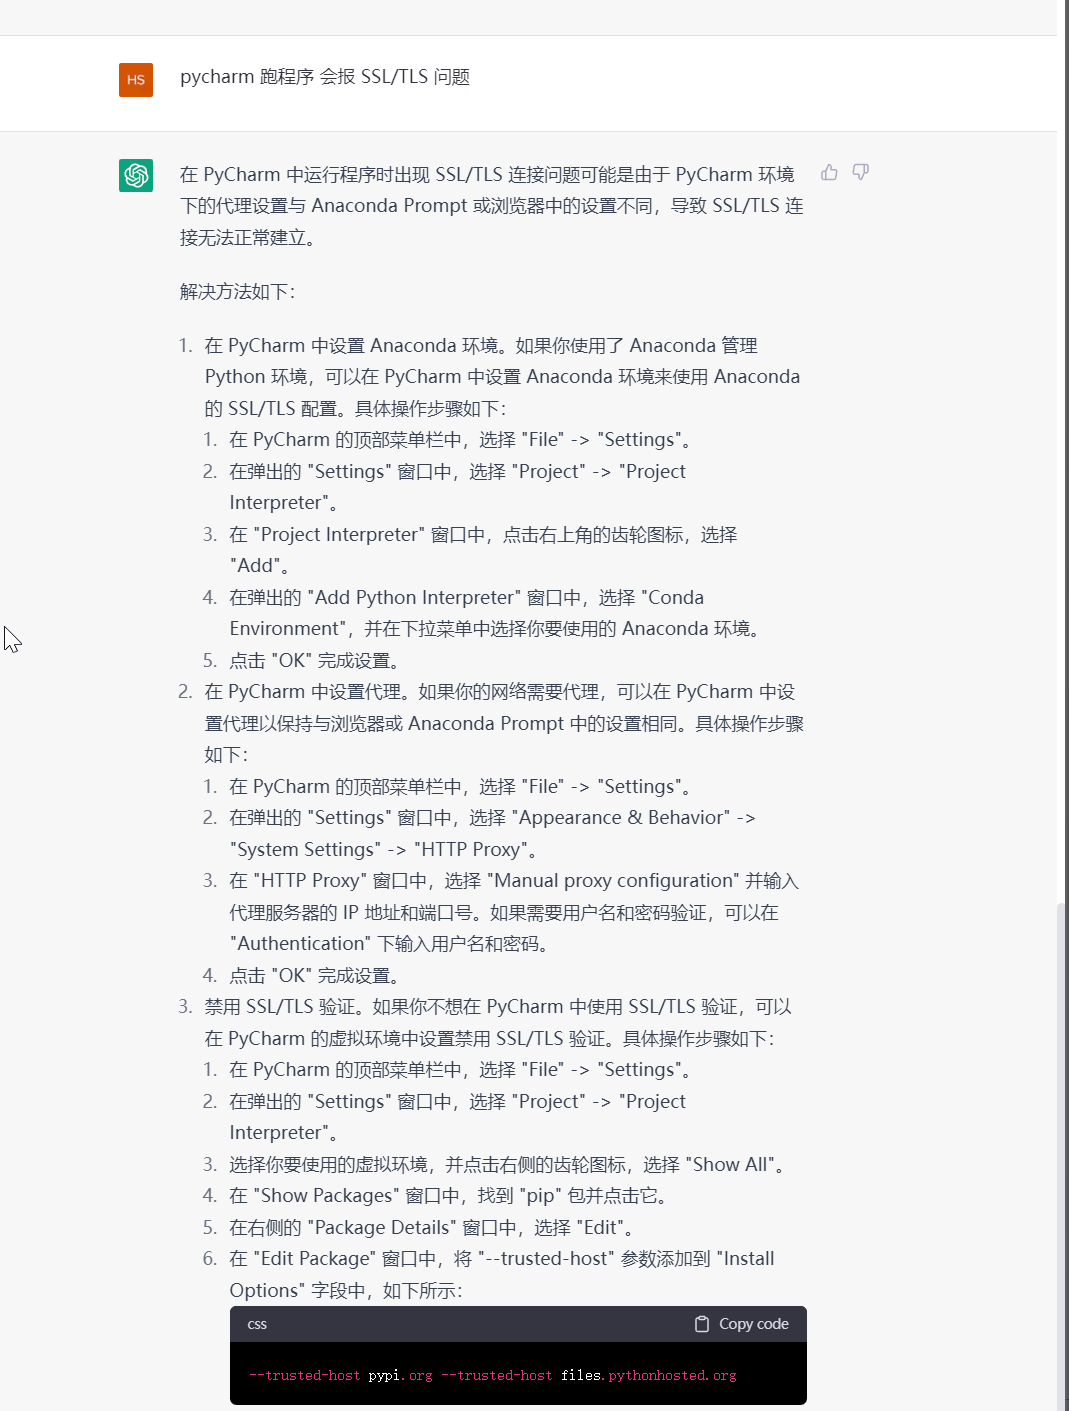 HS
pycharm 跑程序 会报 SSL/TLS 问题
在 PyCharm 中运行程序时出现 SSL/TLS 连接问题可能是由于 PyCharm 环境
下的代理设置与 Anaconda Prompt 或浏览器中的设置不同，导致 SSL/TLS 连
接无法正常建立。
解决方法如下：
1. 在 PyCharm 中设置 Anaconda 环境。如果你使用了 Anaconda 管理
Python 环境，可以在 PyCharm 中设置 Anaconda 环境来使用 Anaconda
的 SSL/TLS 配置。具体操作步骤如下：
1. 在 PyCharm 的顶部菜单栏中，选择 "File" -> "Settings"。
2. 在弹出的 "Settings" 窗口中，选择 "Project" -> "Project
Interpreter"。
3. 在 "Project Interpreter" 窗口中，点击右上角的齿轮图标，选择
"Add"。
4. 在弹出的 "Add Python Interpreter" 窗口中，选择 "Conda
Environment"，并在下拉菜单中选择你要使用的 Anaconda 环境。
5. 点击 "OK" 完成设置。
2. 在 PyCharm 中设置代理。如果你的网络需要代理，可以在 PyCharm 中设
置代理以保持与浏览器或 Anaconda Prompt 中的设置相同。具体操作步骤
如下：
1. 在 PyCharm 的顶部菜单栏中，选择 "File" -> "Settings"。
2. 在弹出的 "Settings" 窗口中，选择 "Appearance & Behavior" ->
"System Settings" -> "HTTP Proxy"。
3. 在 "HTTP Proxy" 窗口中，选择 "Manual proxy configuration" 并输入
代理服务器的 IP 地址和端口号。如果需要用户名和密码验证，可以在
"Authentication" 下输入用户名和密码。
4. 点击 "OK" 完成设置。
3. 禁用 SSL/TLS 验证。如果你不想在 PyCharm 中使用 SSL/TLS 验证，可以
在 PyCharm 的虚拟环境中设置禁用 SSL/TLS 验证。具体操作步骤如下：
1. 在 PyCharm 的顶部菜单栏中，选择 "File" -> "Settings"。
2. 在弹出的 "Settings" 窗口中，选择 "Project" -> "Project
Interpreter"。
3. 选择你要使用的虚拟环境，并点击右侧的齿轮图标，选择 "Show All"。
4. 在 "Show Packages" 窗口中，找到 "pip" 包并点击它。
5. 在右侧的 "Package Details" 窗口中，选择 "Edit"。
6. 在 "Edit Package" 窗口中，将 "--trusted-host" 参数添加到 "Install
Options" 字段中，如下所示：
css Copy code
--trusted-host pypi.org --trusted-host files.pythonhosted.org